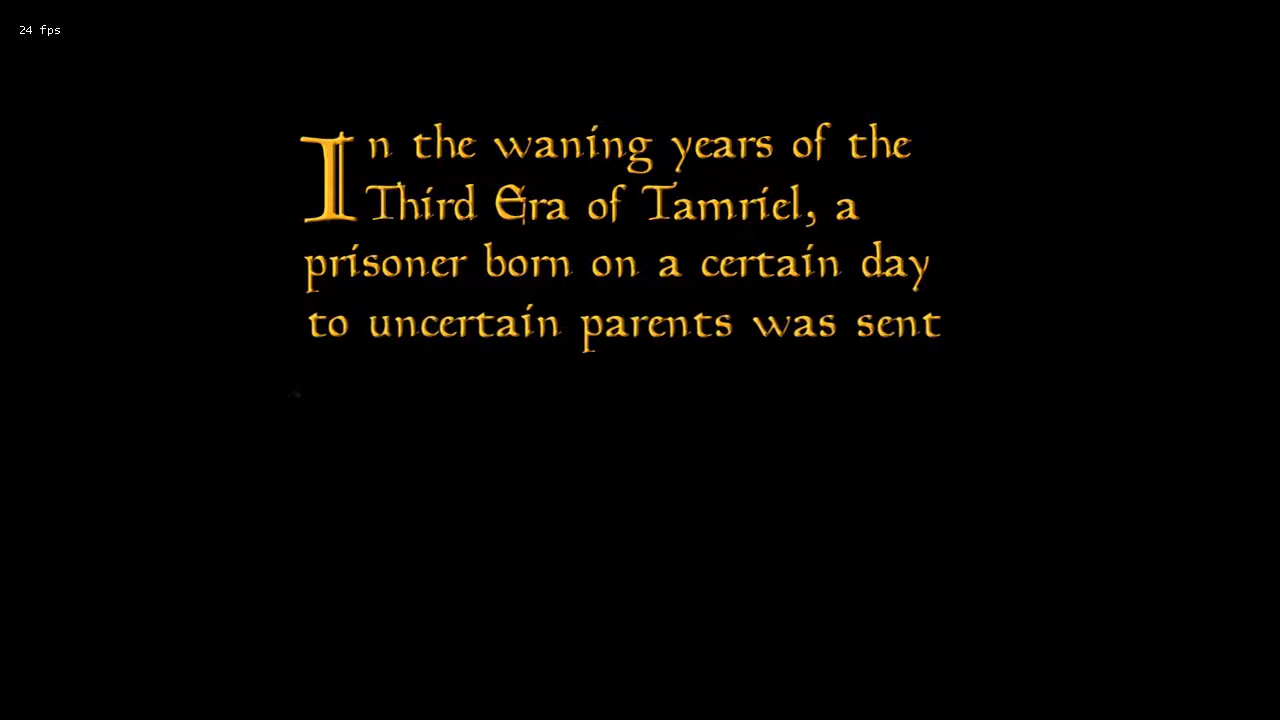 24 fps
In the waning years of the
Third Era of Tamriel, a
prisoner born on a certain day
to uncertain parents was sent